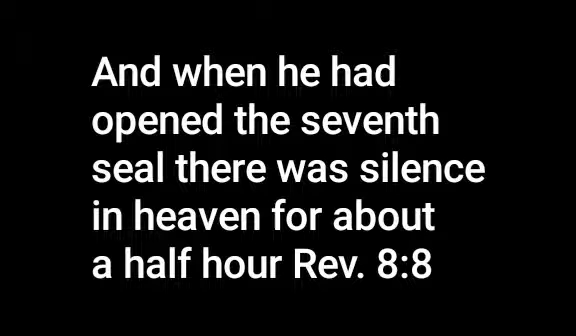 And when he had
opened the seventh
seal there was silence
in heaven for about
a half hour Rev. 8:8